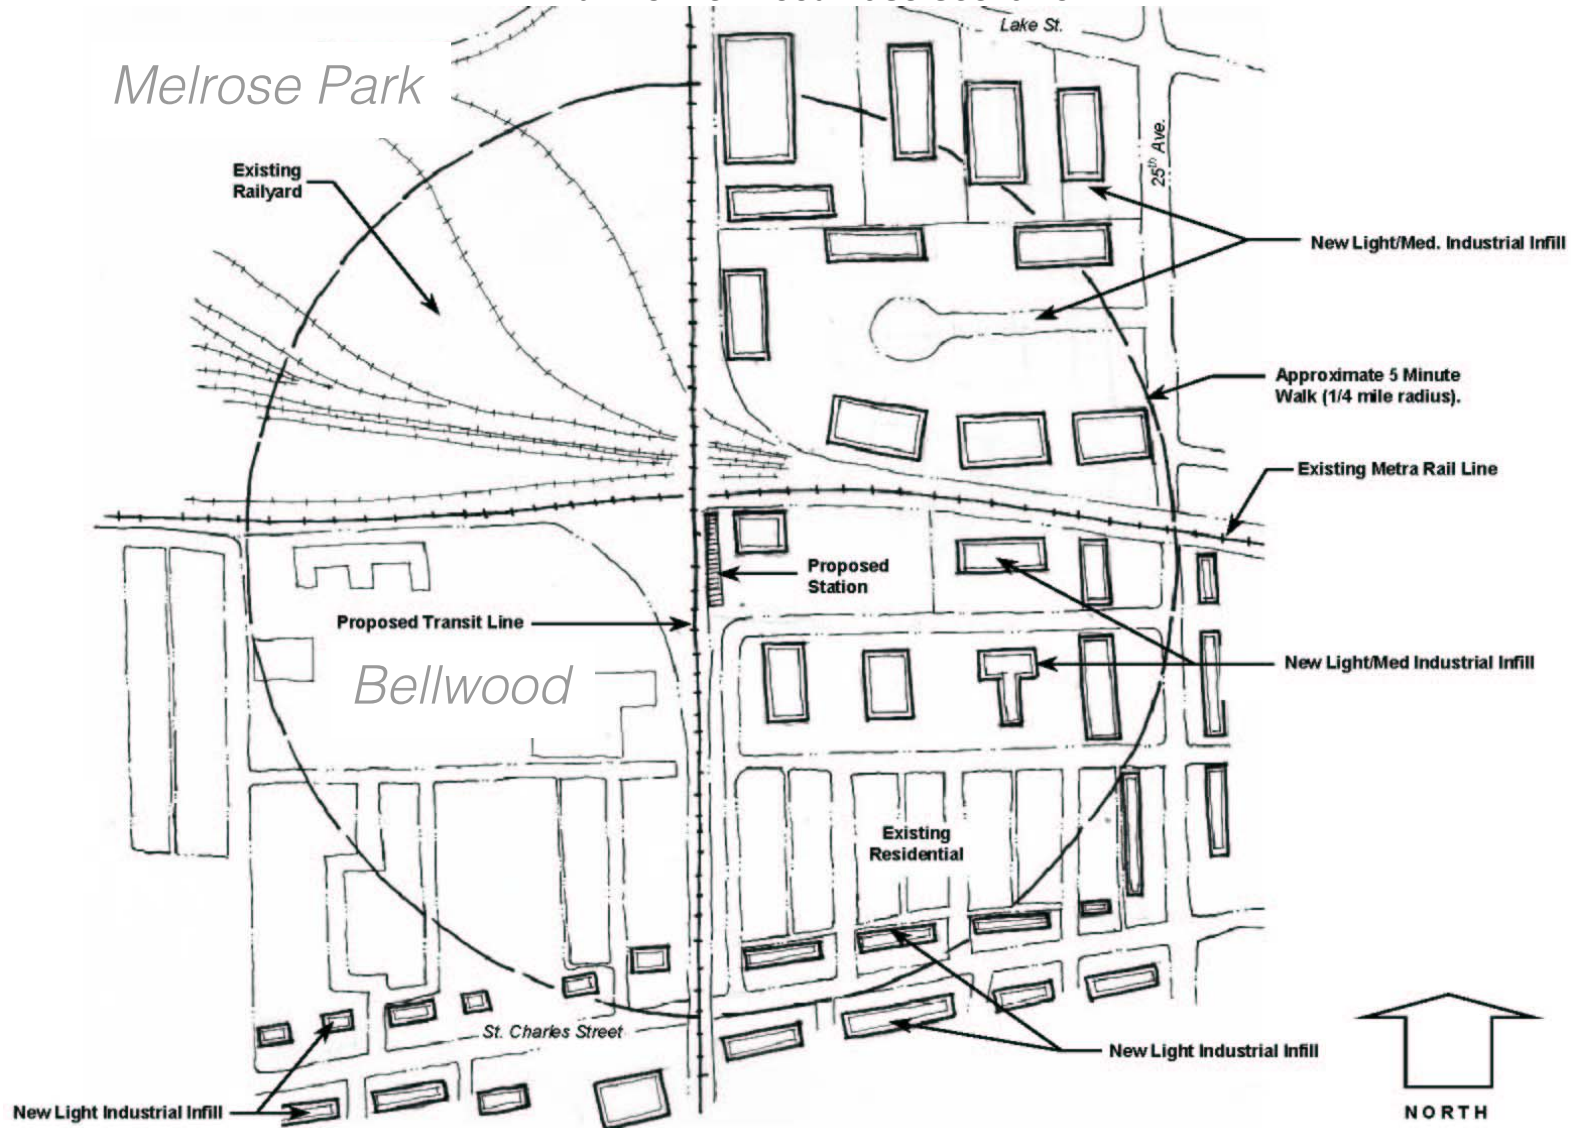 Lake St.
Melrose Park
25th Ave.
Existing
Railyard
New Light/Med. Industrial Infill
Approximate 5 Minute
Walk (1/4 mile radius).
Existing Metra Rail Line
Proposed
Station
Proposed Transit Line
New Light/Med Industrial Infill
Bellwood
Existing
Residential
St. Charles Street
New Light Industrial Infill
New Light Industrial Infill
NORTH